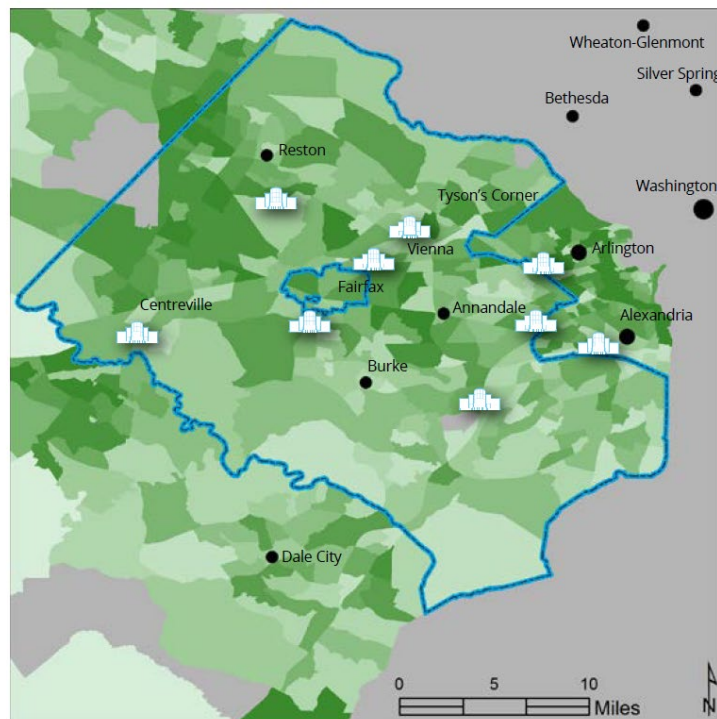 Wheaton-Glenmont
Silver Spring
Bethesda
Reston
Washington
Tyson's Corner
Vienna
Arlington
Fairfax
Centreville
Annandale
Alexandria
Burke
Dale City
0 5 10
Miles
N